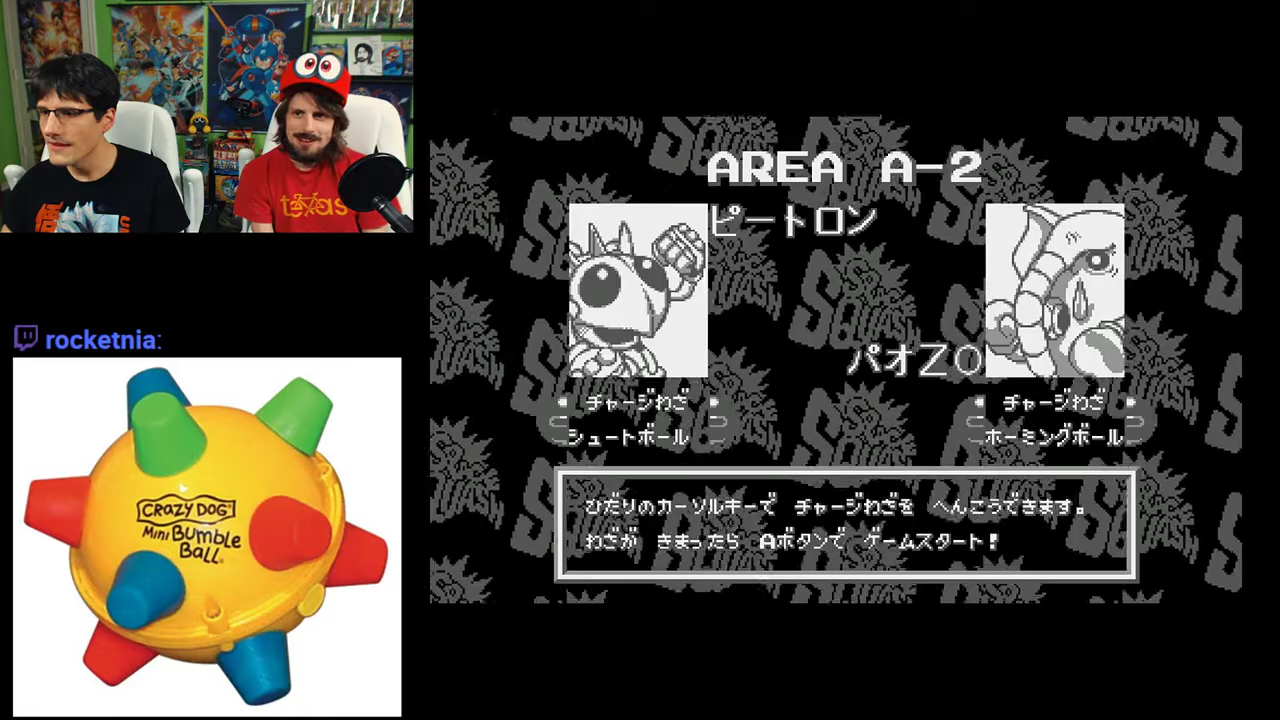 texas
rocketnia:
CRAZY DOG
Mini Bumble
Ball
AREA A-2
ピートロン
パオZO
チャージわざ
シュートボール
チャージわざ
ホーミングボール
ひだりのカーソルキーで チャージわざを へんこうできます。
わざが きまったら Aボタンで ゲームスタート!
SPACE
SQUASH